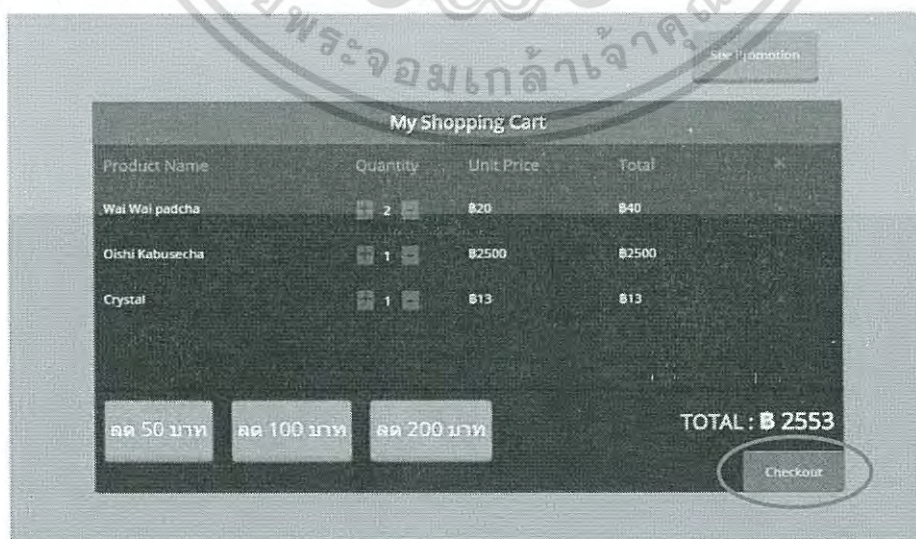 พระจอมเกล้าเจ้าคุณ
See Promotion
My Shopping Cart
Product Name Quantity Unit Price Total ×
Wai Wai padcha + 2 - ฿20 ฿40
Oishi Kabusecha + 1 - ฿2500 ฿2500
Crystal + 1 - ฿13 ฿13
ลด 50 บาท ลด 100 บาท ลด 200 บาท TOTAL : ฿ 2553
Checkout